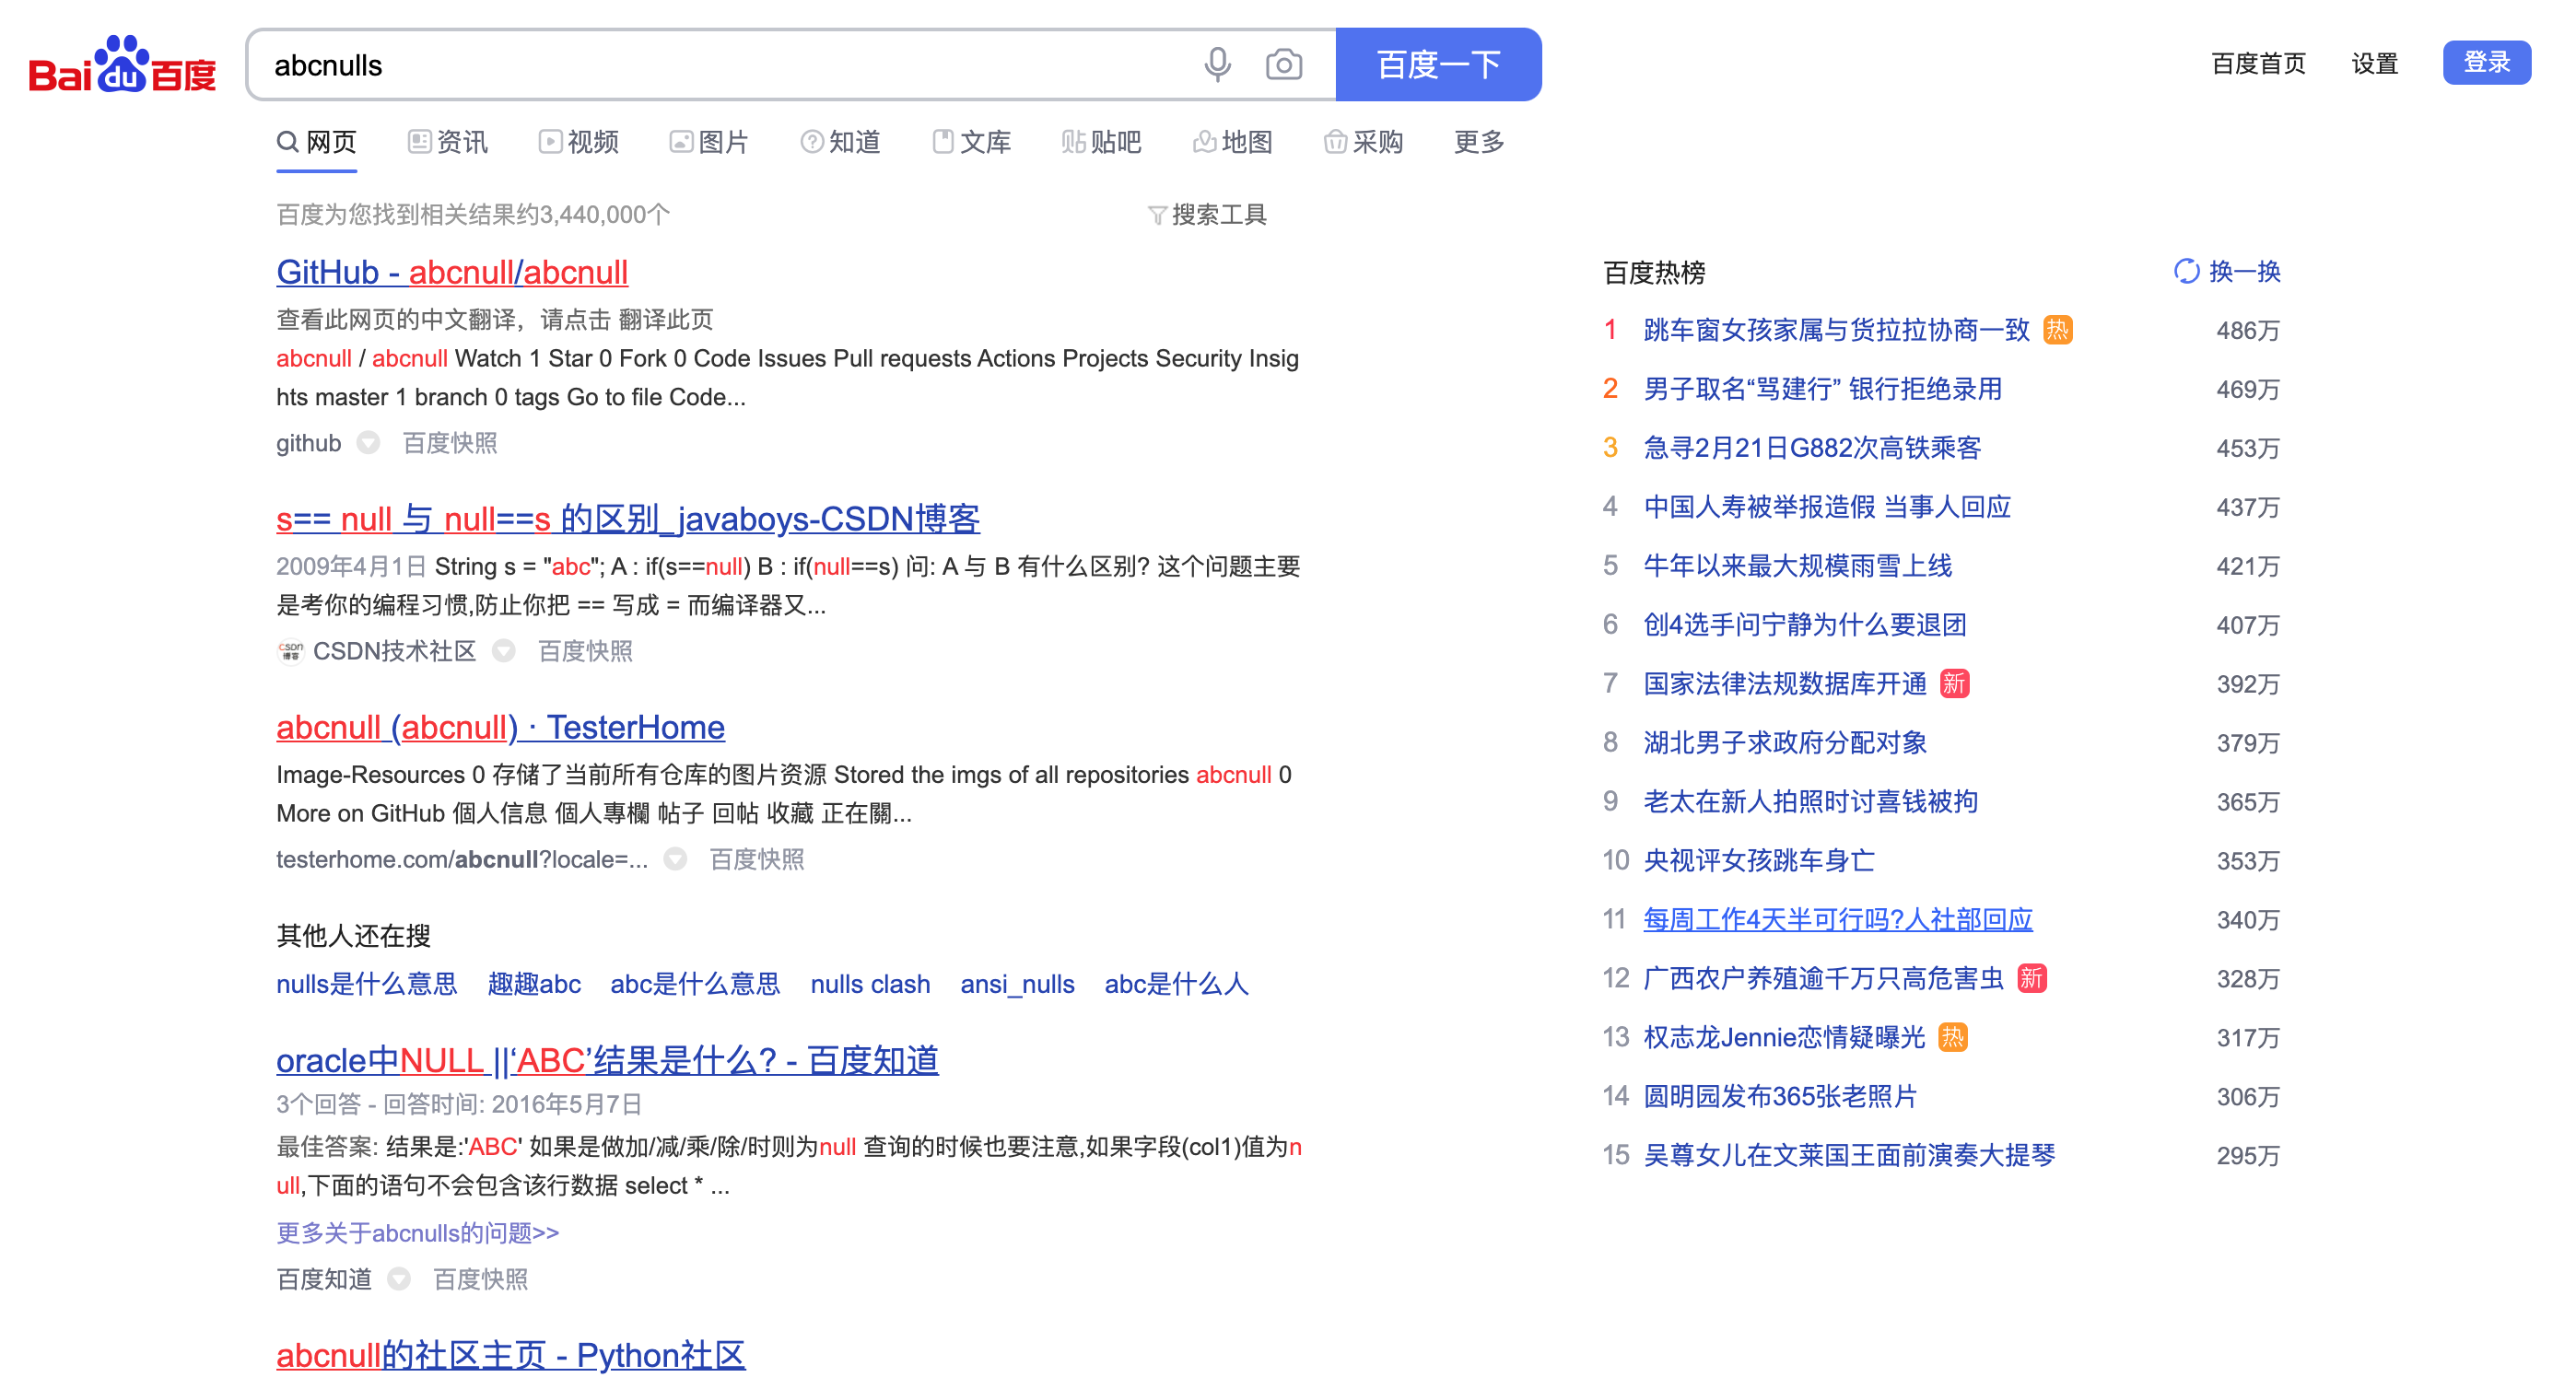 Bai du 百度
abcnulls
百度一下
百度首页 设置 登录
网页 资讯 视频 图片 知道 文库 贴吧 地图 采购 更多
百度为您找到相关结果约3,440,000个 搜索工具
GitHub - abcnull/abcnull
查看此网页的中文翻译，请点击 翻译此页
abcnull / abcnull Watch 1 Star 0 Fork 0 Code Issues Pull requests Actions Projects Security Insig
hts master 1 branch 0 tags Go to file Code...
github 百度快照
s== null 与 null==s 的区别_javaboys-CSDN博客
2009年4月1日 String s = "abc"; A : if(s==null) B : if(null==s) 问: A 与 B 有什么区别? 这个问题主要
是考你的编程习惯,防止你把 == 写成 = 而编译器又...
CSDN博客 CSDN技术社区 百度快照
abcnull (abcnull) · TesterHome
Image-Resources 0 存储了当前所有仓库的图片资源 Stored the imgs of all repositories abcnull 0
More on GitHub 個人信息 個人專欄 帖子 回帖 收藏 正在關...
testerhome.com/abcnull?locale=... 百度快照
其他人还在搜
nulls是什么意思 趣趣abc abc是什么意思 nulls clash ansi_nulls abc是什么人
oracle中NULL ||‘ABC’结果是什么? - 百度知道
3个回答 - 回答时间: 2016年5月7日
最佳答案: 结果是:'ABC' 如果是做加/减/乘/除/时则为null 查询的时候也要注意,如果字段(col1)值为n
ull,下面的语句不会包含该行数据 select * ...
更多关于abcnulls的问题>>
百度知道 百度快照
abcnull的社区主页 - Python社区
百度热榜 换一换
1 跳车窗女孩家属与货拉拉协商一致 热 486万
2 男子取名“骂建行” 银行拒绝录用 469万
3 急寻2月21日G882次高铁乘客 453万
4 中国人寿被举报造假 当事人回应 437万
5 牛年以来最大规模雨雪上线 421万
6 创4选手问宁静为什么要退团 407万
7 国家法律法规数据库开通 新 392万
8 湖北男子求政府分配对象 379万
9 老太在新人拍照时讨喜钱被拘 365万
10 央视评女孩跳车身亡 353万
11 每周工作4天半可行吗?人社部回应 340万
12 广西农户养殖逾千万只高危害虫 新 328万
13 权志龙Jennie恋情疑曝光 热 317万
14 圆明园发布365张老照片 306万
15 吴尊女儿在文莱国王面前演奏大提琴 295万